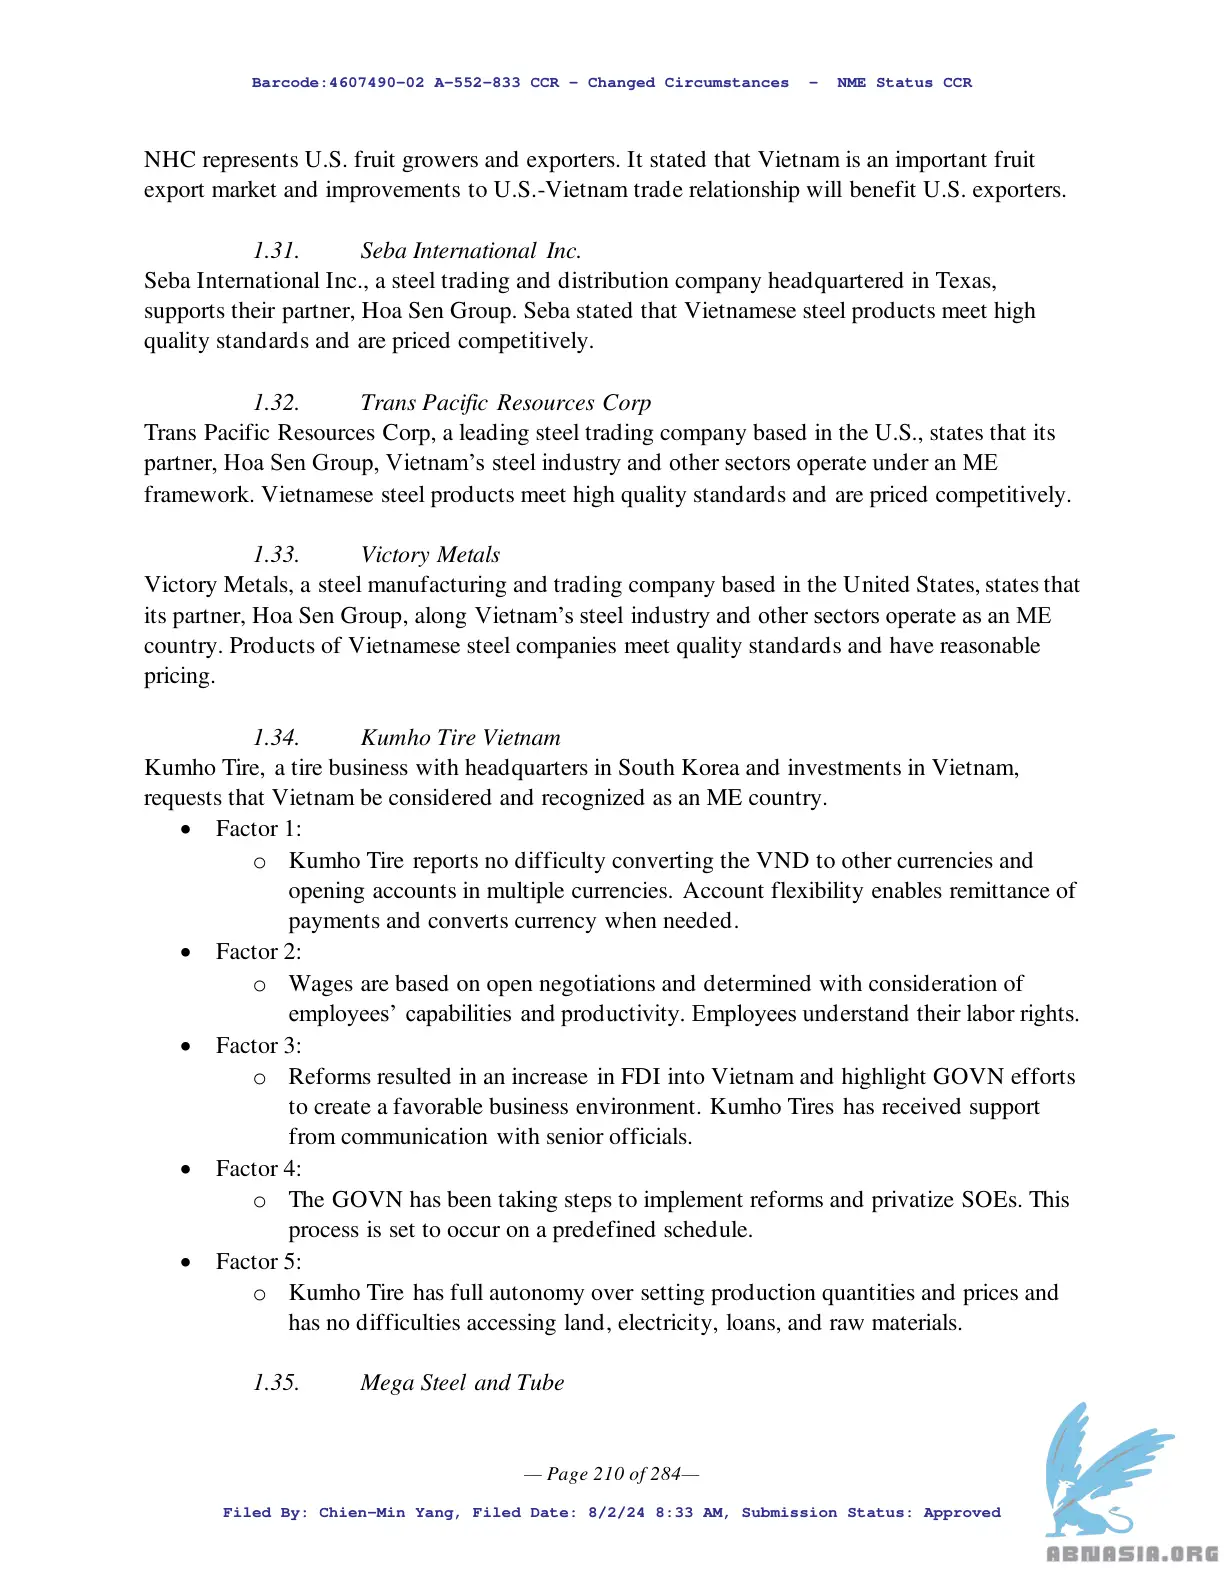 Barcode:4607490-02 A-552-833 CCR - Changed Circumstances - NME Status CCR
NHC represents U.S. fruit growers and exporters. It stated that Vietnam is an important fruit
export market and improvements to U.S.-Vietnam trade relationship will benefit U.S. exporters.
1.31. Seba International Inc.
Seba International Inc., a steel trading and distribution company headquartered in Texas,
supports their partner, Hoa Sen Group. Seba stated that Vietnamese steel products meet high
quality standards and are priced competitively.
1.32. Trans Pacific Resources Corp
Trans Pacific Resources Corp, a leading steel trading company based in the U.S., states that its
partner, Hoa Sen Group, Vietnam’s steel industry and other sectors operate under an ME
framework. Vietnamese steel products meet high quality standards and are priced competitively.
1.33. Victory Metals
Victory Metals, a steel manufacturing and trading company based in the United States, states that
its partner, Hoa Sen Group, along Vietnam’s steel industry and other sectors operate as an ME
country. Products of Vietnamese steel companies meet quality standards and have reasonable
pricing.
1.34. Kumho Tire Vietnam
Kumho Tire, a tire business with headquarters in South Korea and investments in Vietnam,
requests that Vietnam be considered and recognized as an ME country.
• Factor 1:
o Kumho Tire reports no difficulty converting the VND to other currencies and
opening accounts in multiple currencies. Account flexibility enables remittance of
payments and converts currency when needed.
• Factor 2:
o Wages are based on open negotiations and determined with consideration of
employees’ capabilities and productivity. Employees understand their labor rights.
• Factor 3:
o Reforms resulted in an increase in FDI into Vietnam and highlight GOVN efforts
to create a favorable business environment. Kumho Tires has received support
from communication with senior officials.
• Factor 4:
o The GOVN has been taking steps to implement reforms and privatize SOEs. This
process is set to occur on a predefined schedule.
• Factor 5:
o Kumho Tire has full autonomy over setting production quantities and prices and
has no difficulties accessing land, electricity, loans, and raw materials.
1.35. Mega Steel and Tube
— Page 210 of 284—
Filed By: Chien-Min Yang, Filed Date: 8/2/24 8:33 AM, Submission Status: Approved
ABNASIA.ORG